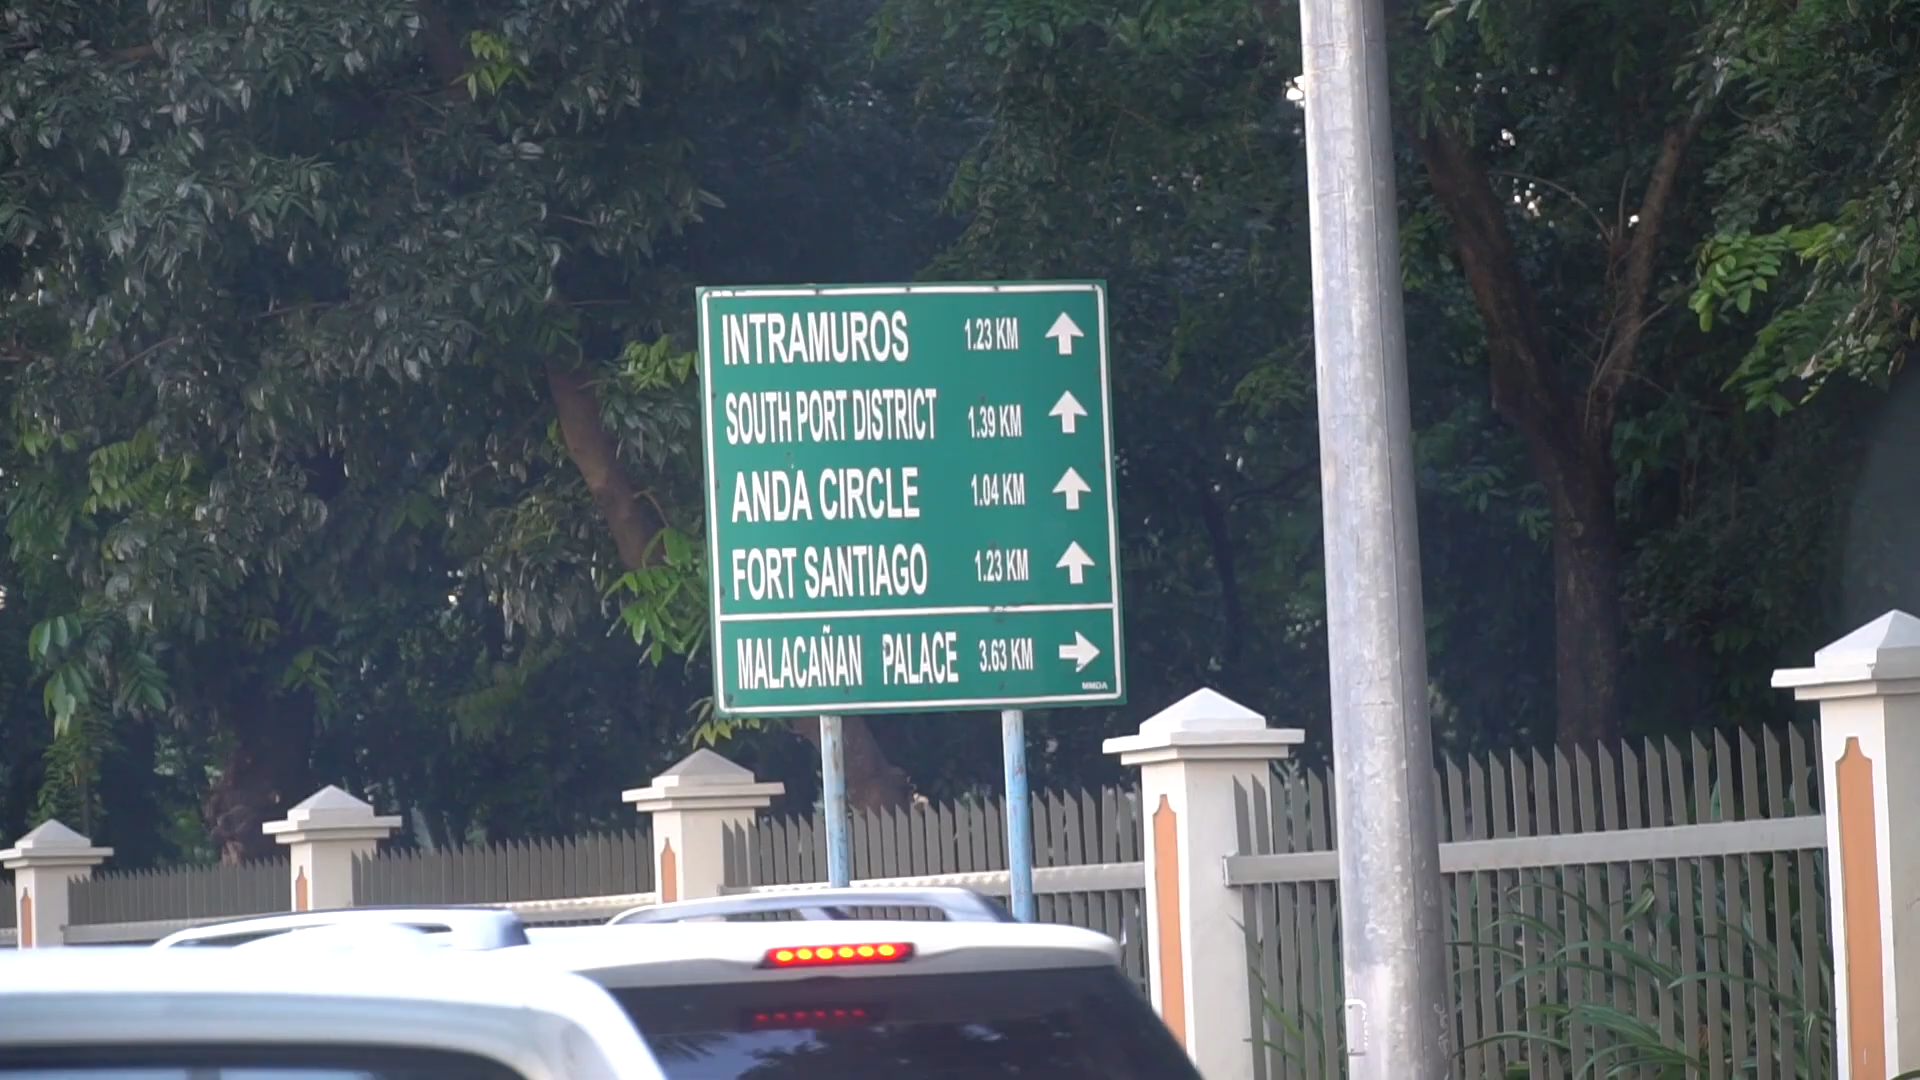 INTRAMUROS 1.23 KM
SOUTH PORT DISTRICT 1.39 KM
ANDA CIRCLE 1.04 KM
FORT SANTIAGO 1.23 KM
MALACAÑAN PALACE 3.63 KM
MMDA